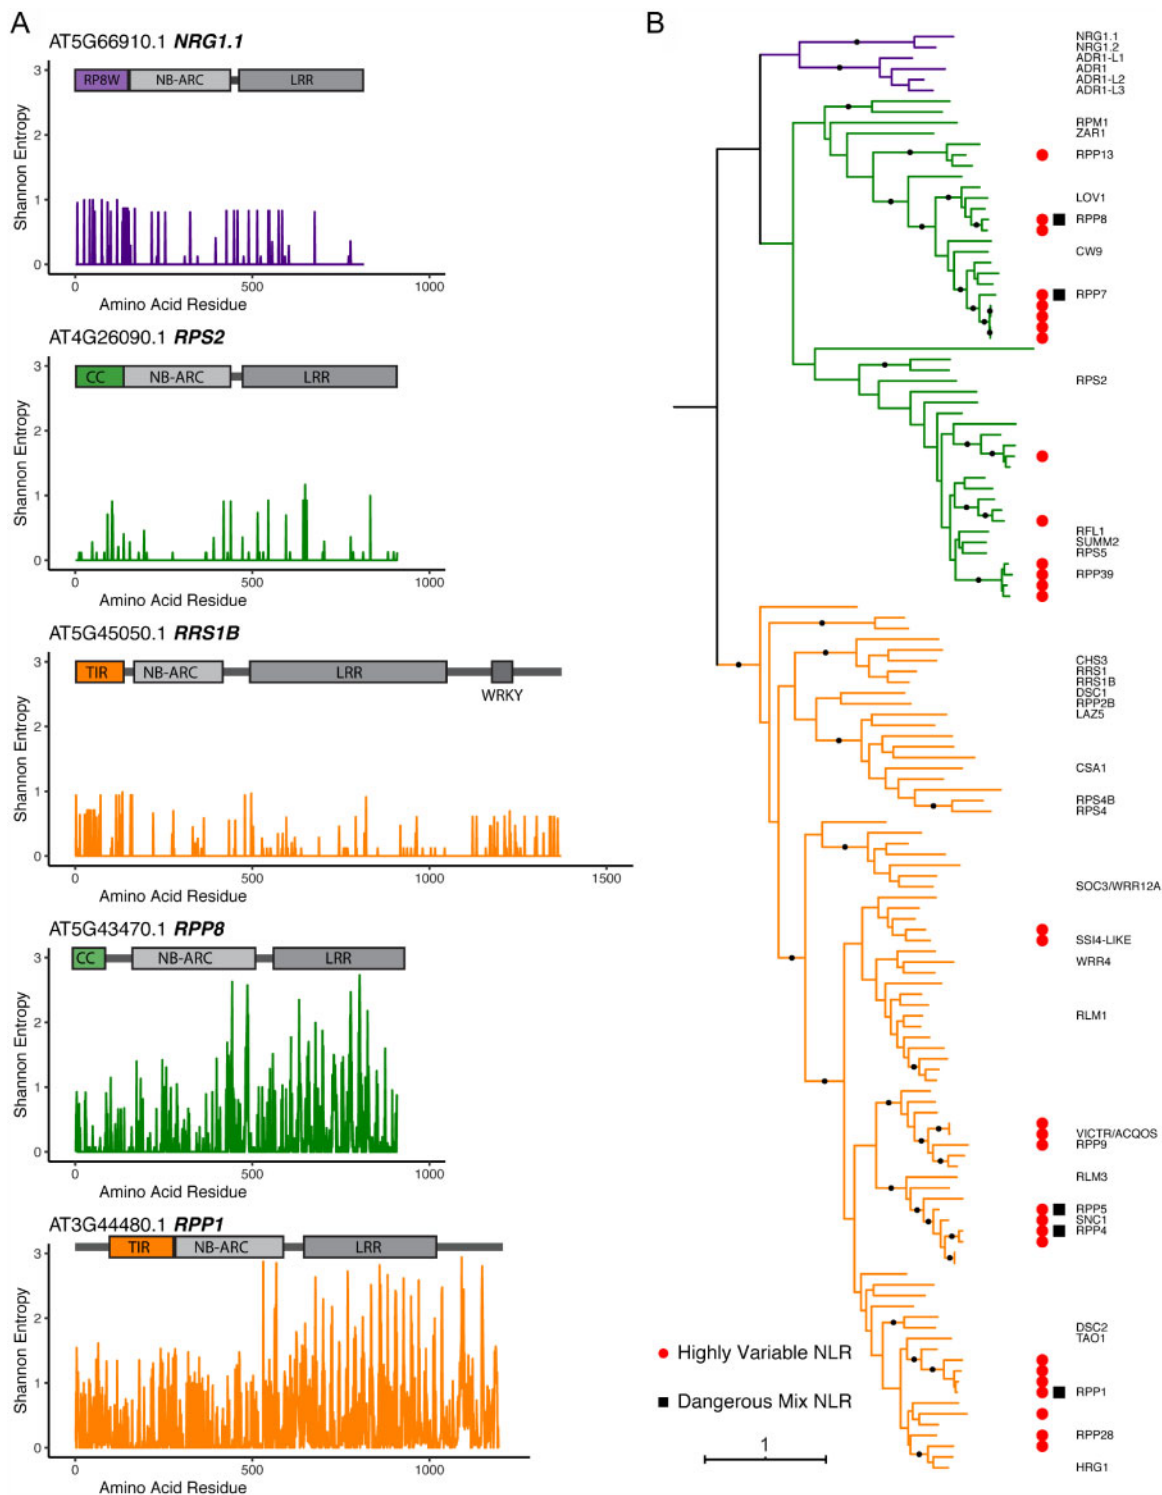 A
AT5G66910.1 NRG1.1
RP8W NB-ARC LRR
Shannon Entropy
3
2
1
0
0 500 1000
Amino Acid Residue
AT4G26090.1 RPS2
CC NB-ARC LRR
Shannon Entropy
3
2
1
0
0 500 1000
Amino Acid Residue
AT5G45050.1 RRS1B
TIR NB-ARC LRR
WRKY
Shannon Entropy
3
2
1
0
0 500 1000 1500
Amino Acid Residue
AT5G43470.1 RPP8
CC NB-ARC LRR
Shannon Entropy
3
2
1
0
0 500 1000
Amino Acid Residue
AT3G44480.1 RPP1
TIR NB-ARC LRR
Shannon Entropy
3
2
1
0
0 500 1000
Amino Acid Residue
B
NRG1.1
NRG1.2
ADR1-L1
ADR1
ADR1-L2
ADR1-L3
RPM1
ZAR1
RPP13
LOV1
RPP8
CW9
RPP7
RPS2
RFL1
SUMM2
RPS5
RPP39
CHS3
RRS1
RRS1B
DSC1
RPP2B
LAZ5
CSA1
RPS4B
RPS4
SOC3/WRR12A
SSI4-LIKE
WRR4
RLM1
VICTR/ACQOS
RPP9
RLM3
RPP5
SNC1
RPP4
DSC2
TAO1
RPP1
RPP28
HRG1
Highly Variable NLR
Dangerous Mix NLR
1